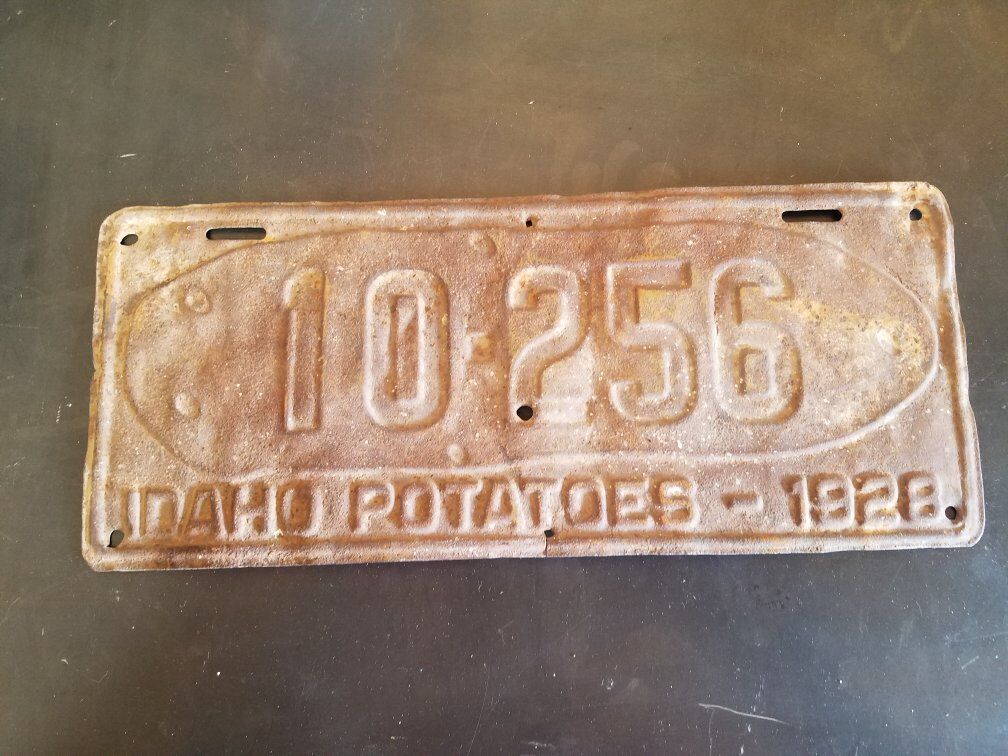 10-256
IDAHO POTATOES - 1928